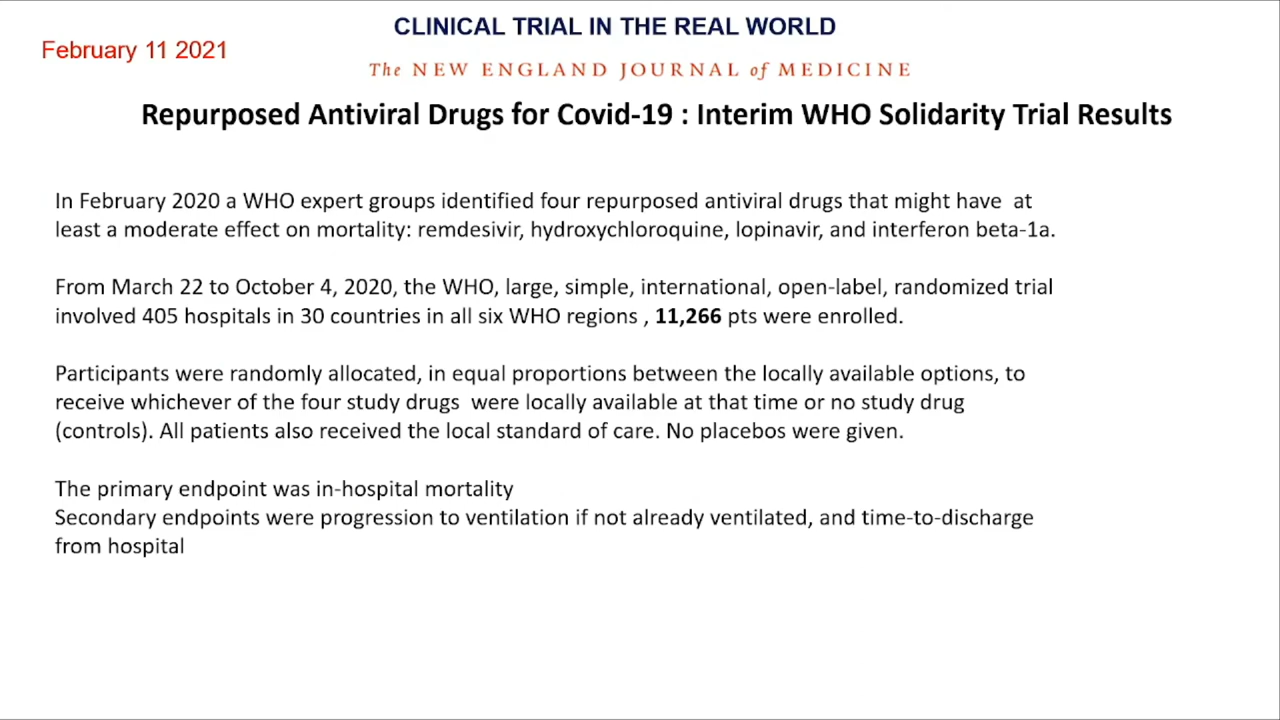 CLINICAL TRIAL IN THE REAL WORLD
February 11 2021
The NEW ENGLAND JOURNAL of MEDICINE
Repurposed Antiviral Drugs for Covid-19 : Interim WHO Solidarity Trial Results
In February 2020 a WHO expert groups identified four repurposed antiviral drugs that might have at
least a moderate effect on mortality: remdesivir, hydroxychloroquine, lopinavir, and interferon beta-1a.
From March 22 to October 4, 2020, the WHO, large, simple, international, open-label, randomized trial
involved 405 hospitals in 30 countries in all six WHO regions , 11,266 pts were enrolled.
Participants were randomly allocated, in equal proportions between the locally available options, to
receive whichever of the four study drugs were locally available at that time or no study drug
(controls). All patients also received the local standard of care. No placebos were given.
The primary endpoint was in-hospital mortality
Secondary endpoints were progression to ventilation if not already ventilated, and time-to-discharge
from hospital